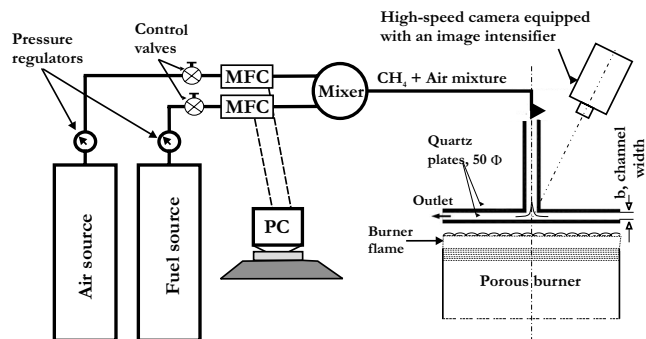 Pressure
regulators
Control
valves
High-speed camera equipped
with an image intensifier
MFC
MFC
Mixer
CH4 + Air mixture
Quartz
plates, 50 Φ
b, channel
width
Outlet
Burner
flame
PC
Air source
Fuel source
Porous burner